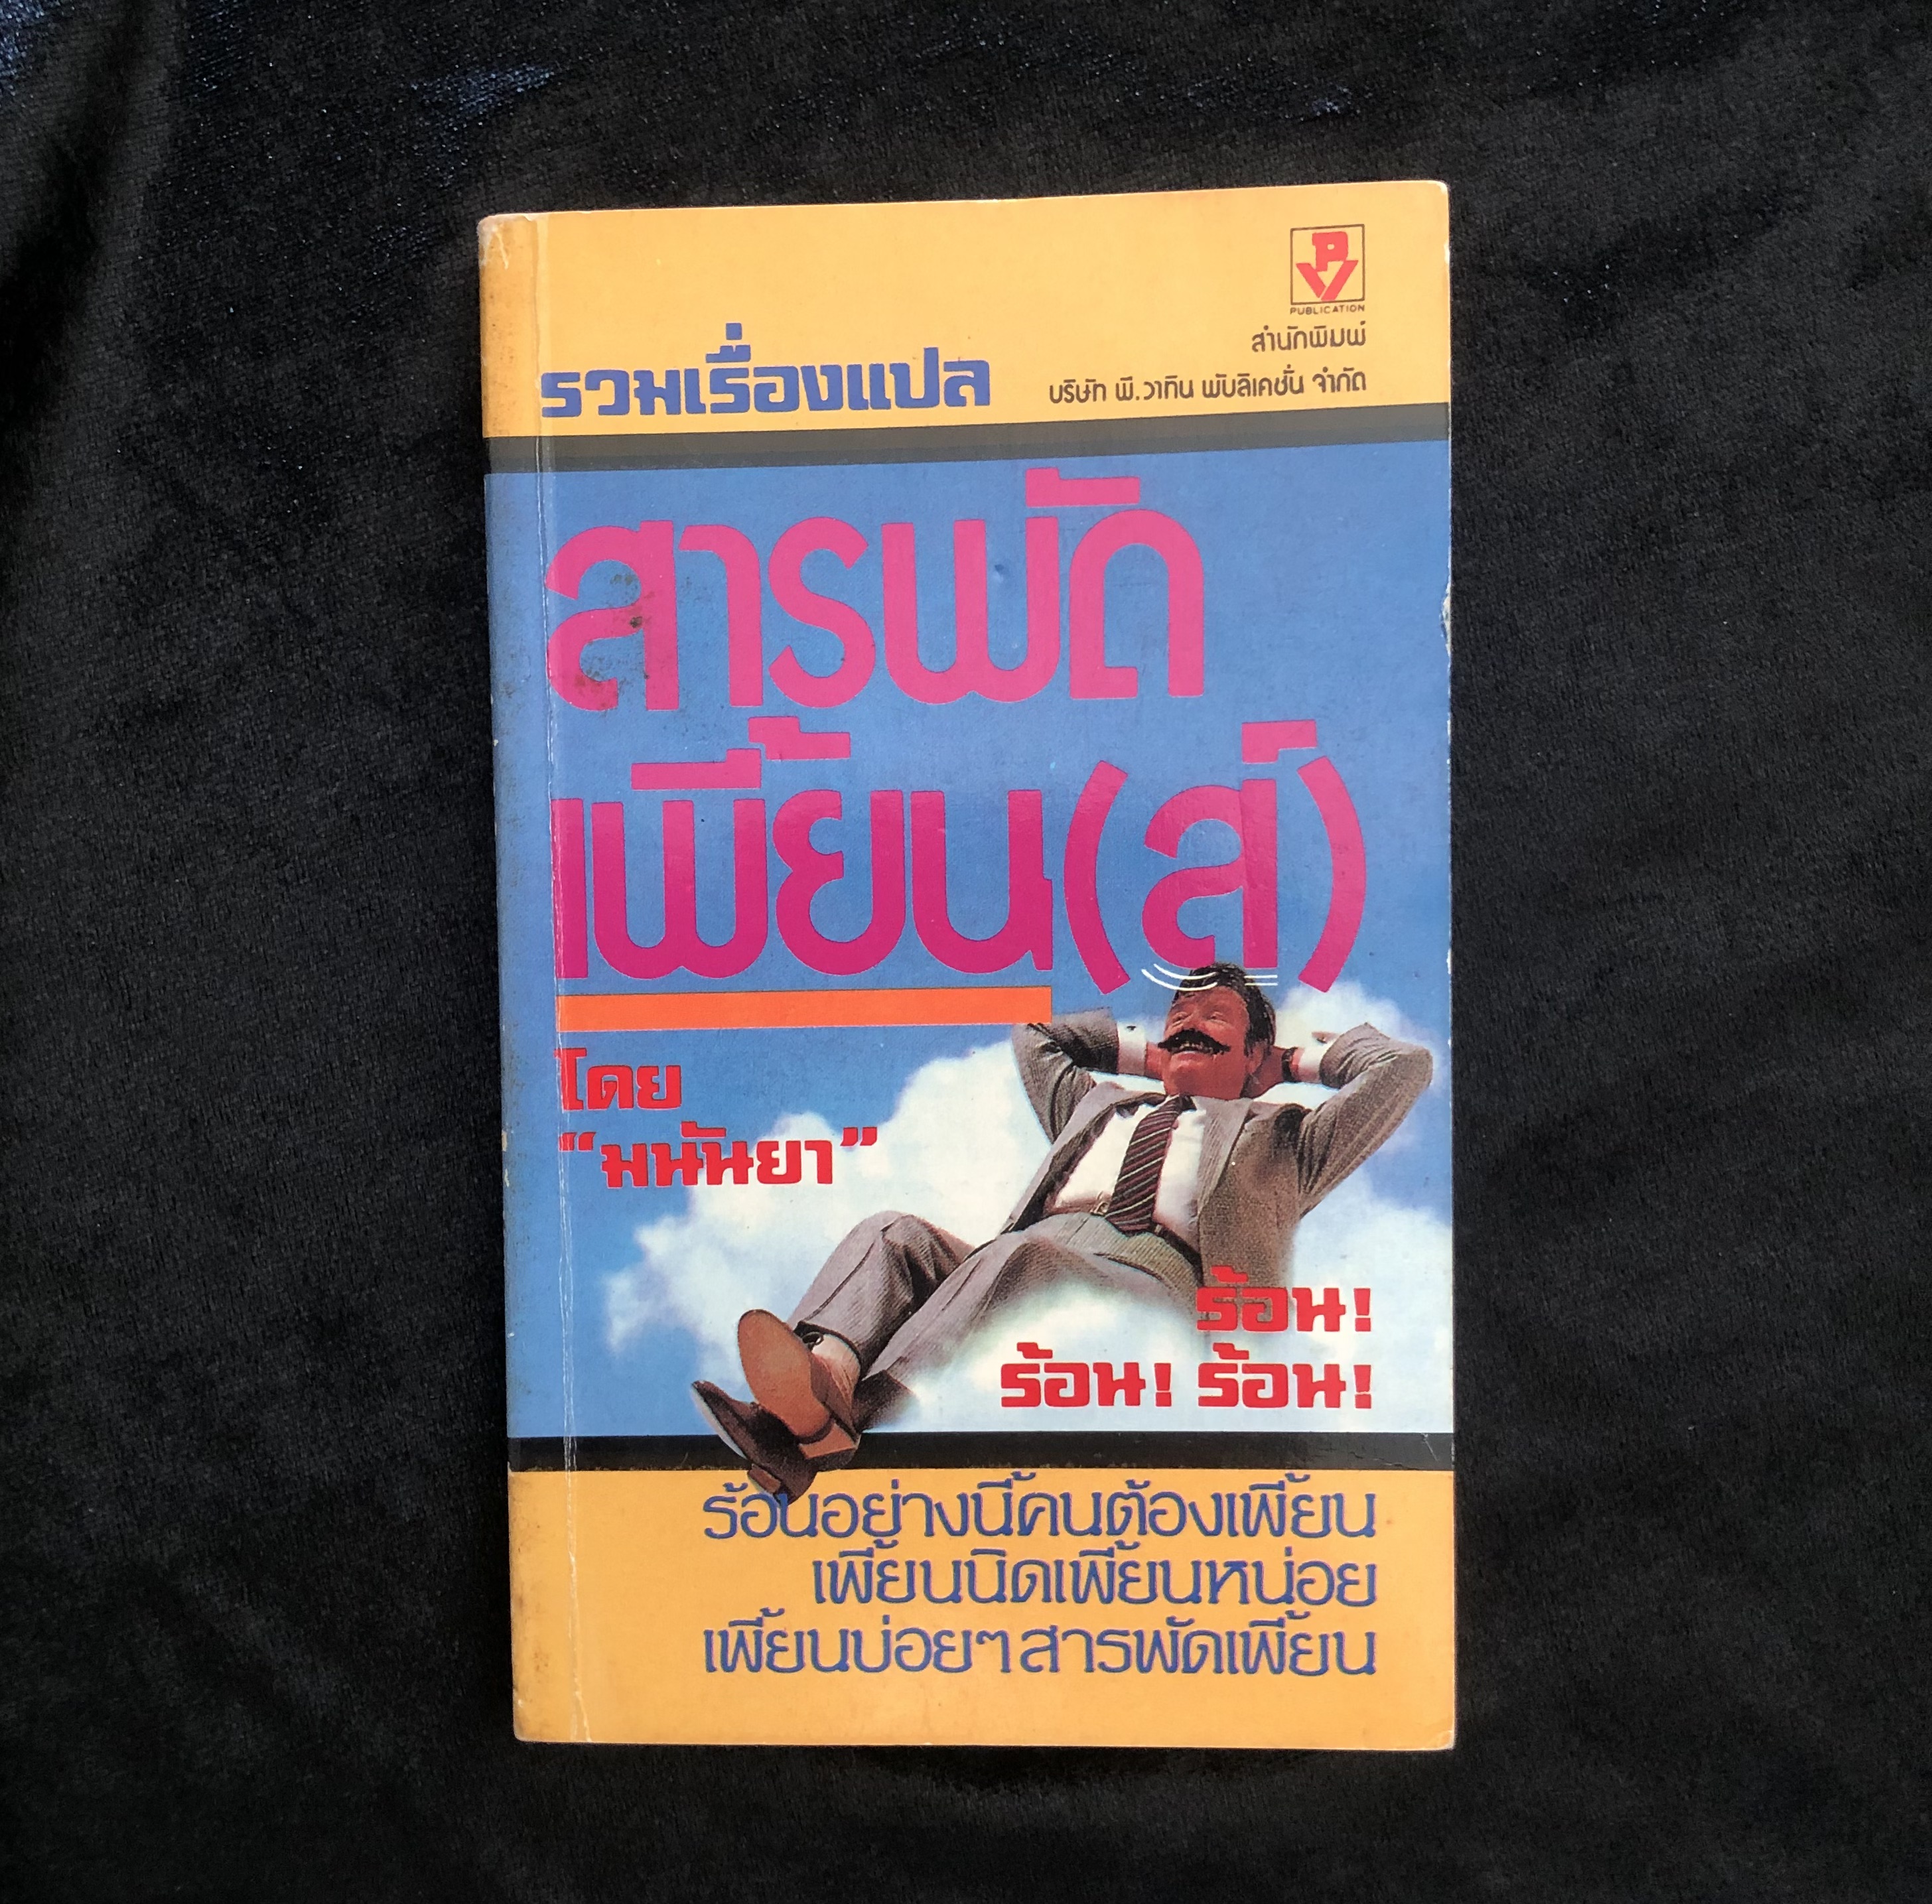 PV
PUBLICATION
สำนักพิมพ์
บริษัท พี.วาทิน พับลิเคชั่น จำกัด
รวมเรื่องแปล
สารพัด
เพี้ยน(ส์)
โดย
“มนันยา”
ร้อน!
ร้อน! ร้อน!
ร้อนอย่างนี้คนต้องเพี้ยน
เพี้ยนนิดเพี้ยนหน่อย
เพี้ยนบ่อยๆ สารพัดเพี้ยน